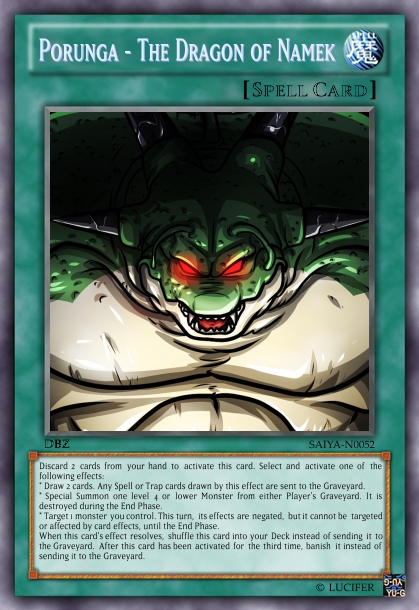 PORUNGA - THE DRAGON OF NAMEK
魔
[SPELL CARD]
DBZ
SAIYA-N0052
Discard 2 cards from your hand to activate this card. Select and activate one of the
following effects:
* Draw 2 cards. Any Spell or Trap cards drawn by this effect are sent to the Graveyard.
* Special Summon one level 4 or lower Monster from either Player's Graveyard. It is
destroyed during the End Phase.
* Target 1 monster you control. This turn, its effects are negated, but it cannot be targeted
or affected by card effects, until the End Phase.
When this card's effect resolves, shuffle this card into your Deck instead of sending it to
the Graveyard. After this card has been activated for the third time, banish it instead of
sending it to the Graveyard.
© LUCIFER
YU-G